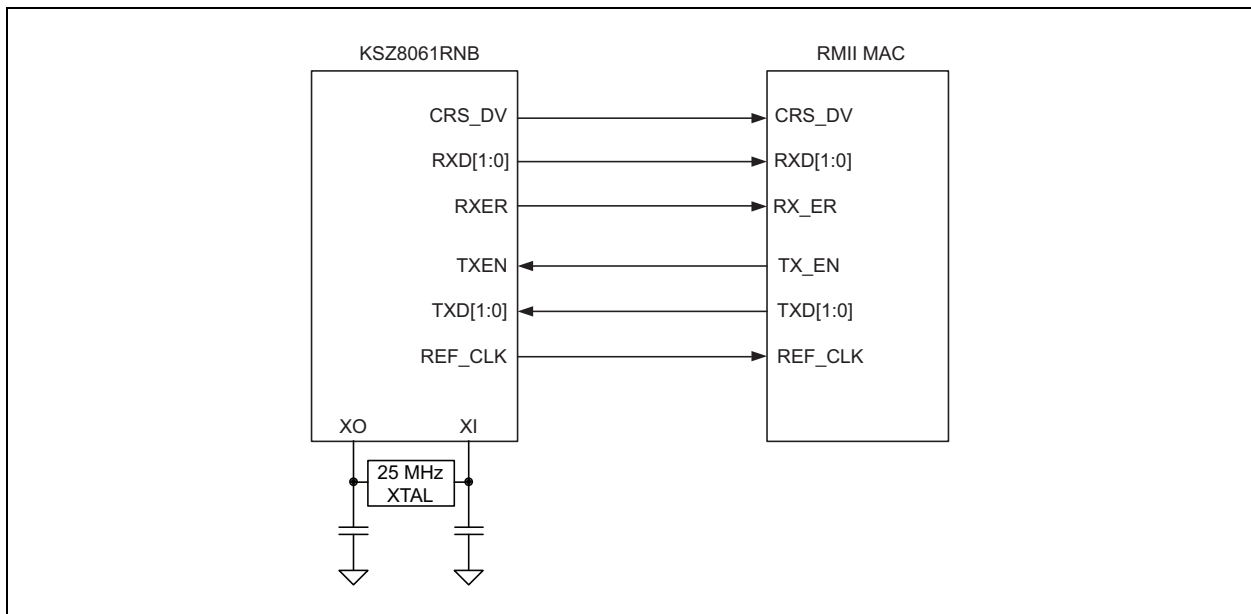 KSZ8061RNB
RMII MAC
CRS_DV
CRS_DV
RXD[1:0]
RXD[1:0]
RXER
RX_ER
TXEN
TX_EN
TXD[1:0]
TXD[1:0]
REF_CLK
REF_CLK
XO
XI
25 MHz
XTAL